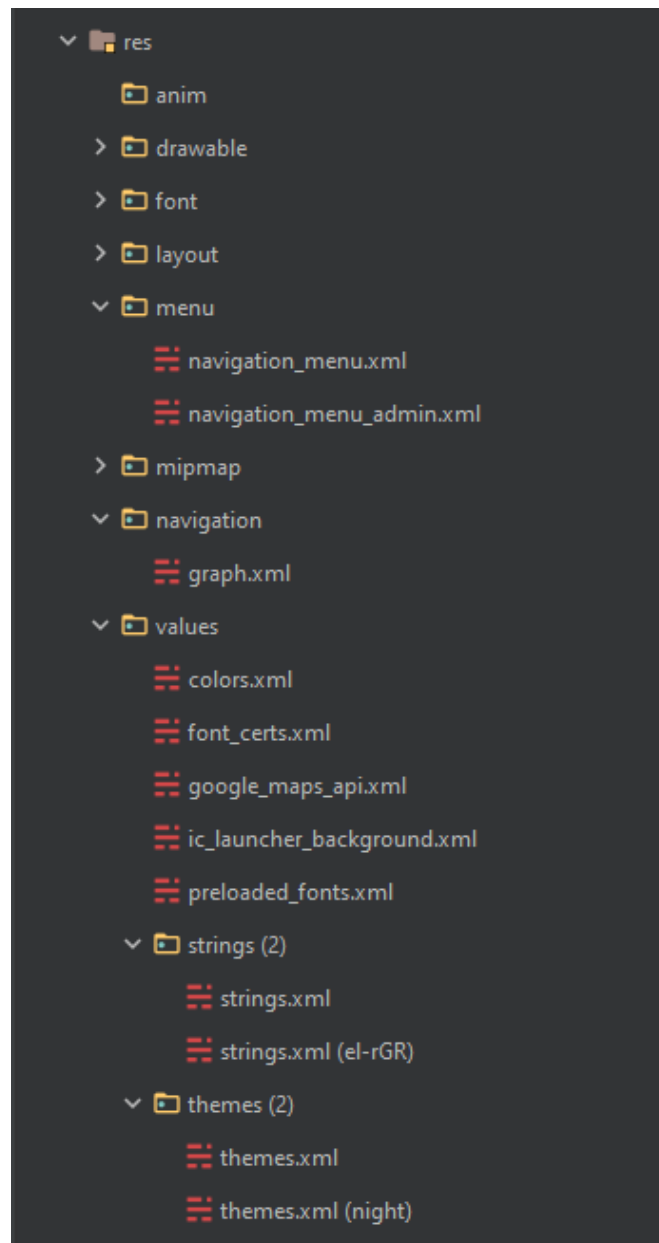 res
anim
drawable
font
layout
menu
navigation_menu.xml
navigation_menu_admin.xml
mipmap
navigation
graph.xml
values
colors.xml
font_certs.xml
google_maps_api.xml
ic_launcher_background.xml
preloaded_fonts.xml
strings (2)
strings.xml
strings.xml (el-rGR)
themes (2)
themes.xml
themes.xml (night)